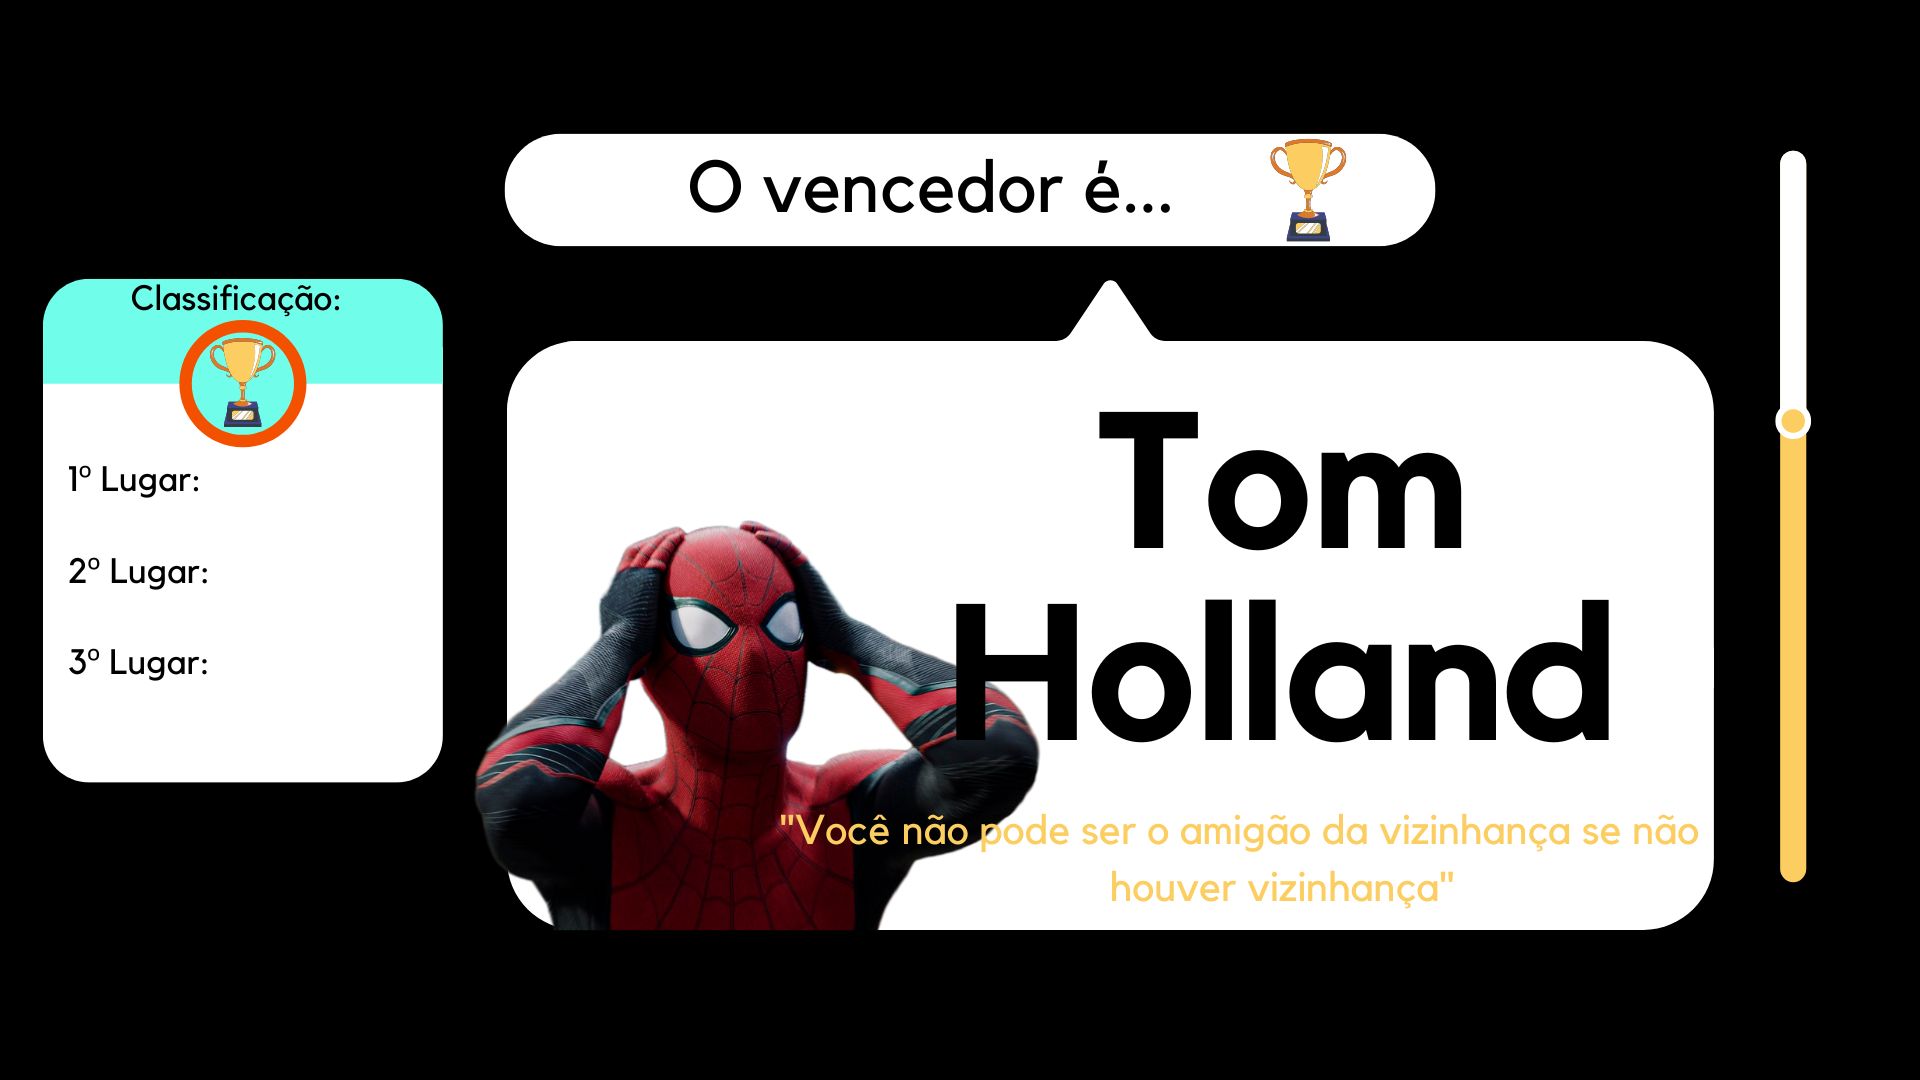 O vencedor é...
Classificação:
1º Lugar:
2º Lugar:
3º Lugar:
Tom
Holland
"Você não pode ser o amigão da vizinhança se não
houver vizinhança"